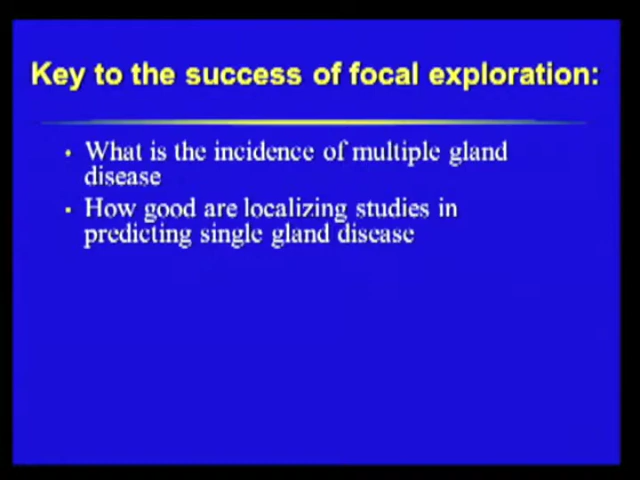 Key to the success of focal exploration:
• What is the incidence of multiple gland
disease
• How good are localizing studies in
predicting single gland disease